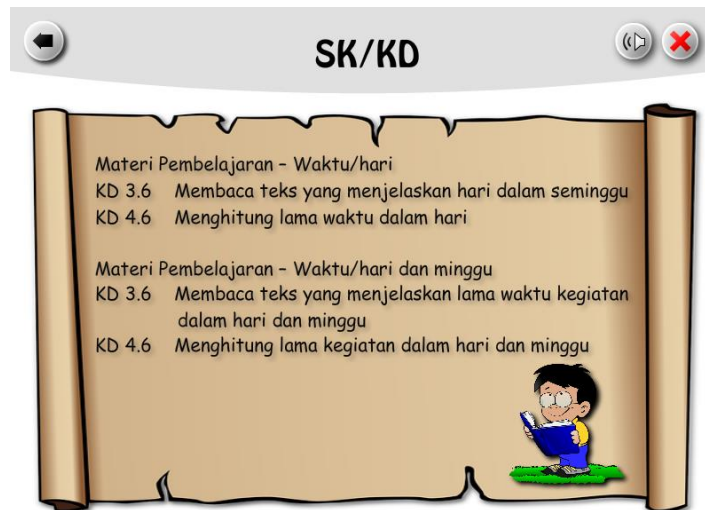 SK/KD
Materi Pembelajaran – Waktu/hari
KD 3.6 Membaca teks yang menjelaskan hari dalam seminggu
KD 4.6 Menghitung lama waktu dalam hari
Materi Pembelajaran – Waktu/hari dan minggu
KD 3.6 Membaca teks yang menjelaskan lama waktu kegiatan
dalam hari dan minggu
KD 4.6 Menghitung lama kegiatan dalam hari dan minggu